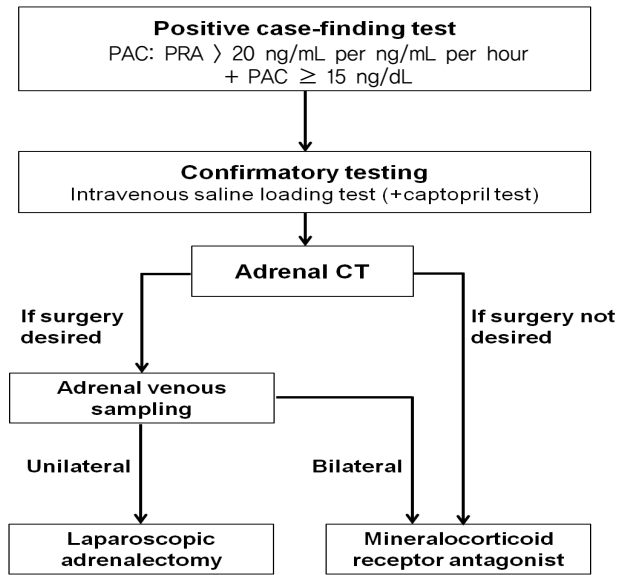 Positive case-finding test
PAC: PRA 〉 20 ng/mL per ng/mL per hour
+ PAC ≥ 15 ng/dL
Confirmatory testing
Intravenous saline loading test (+captopril test)
Adrenal CT
If surgery
desired
If surgery not
desired
Adrenal venous
sampling
Unilateral
Bilateral
Laparoscopic
adrenalectomy
Mineralocorticoid
receptor antagonist